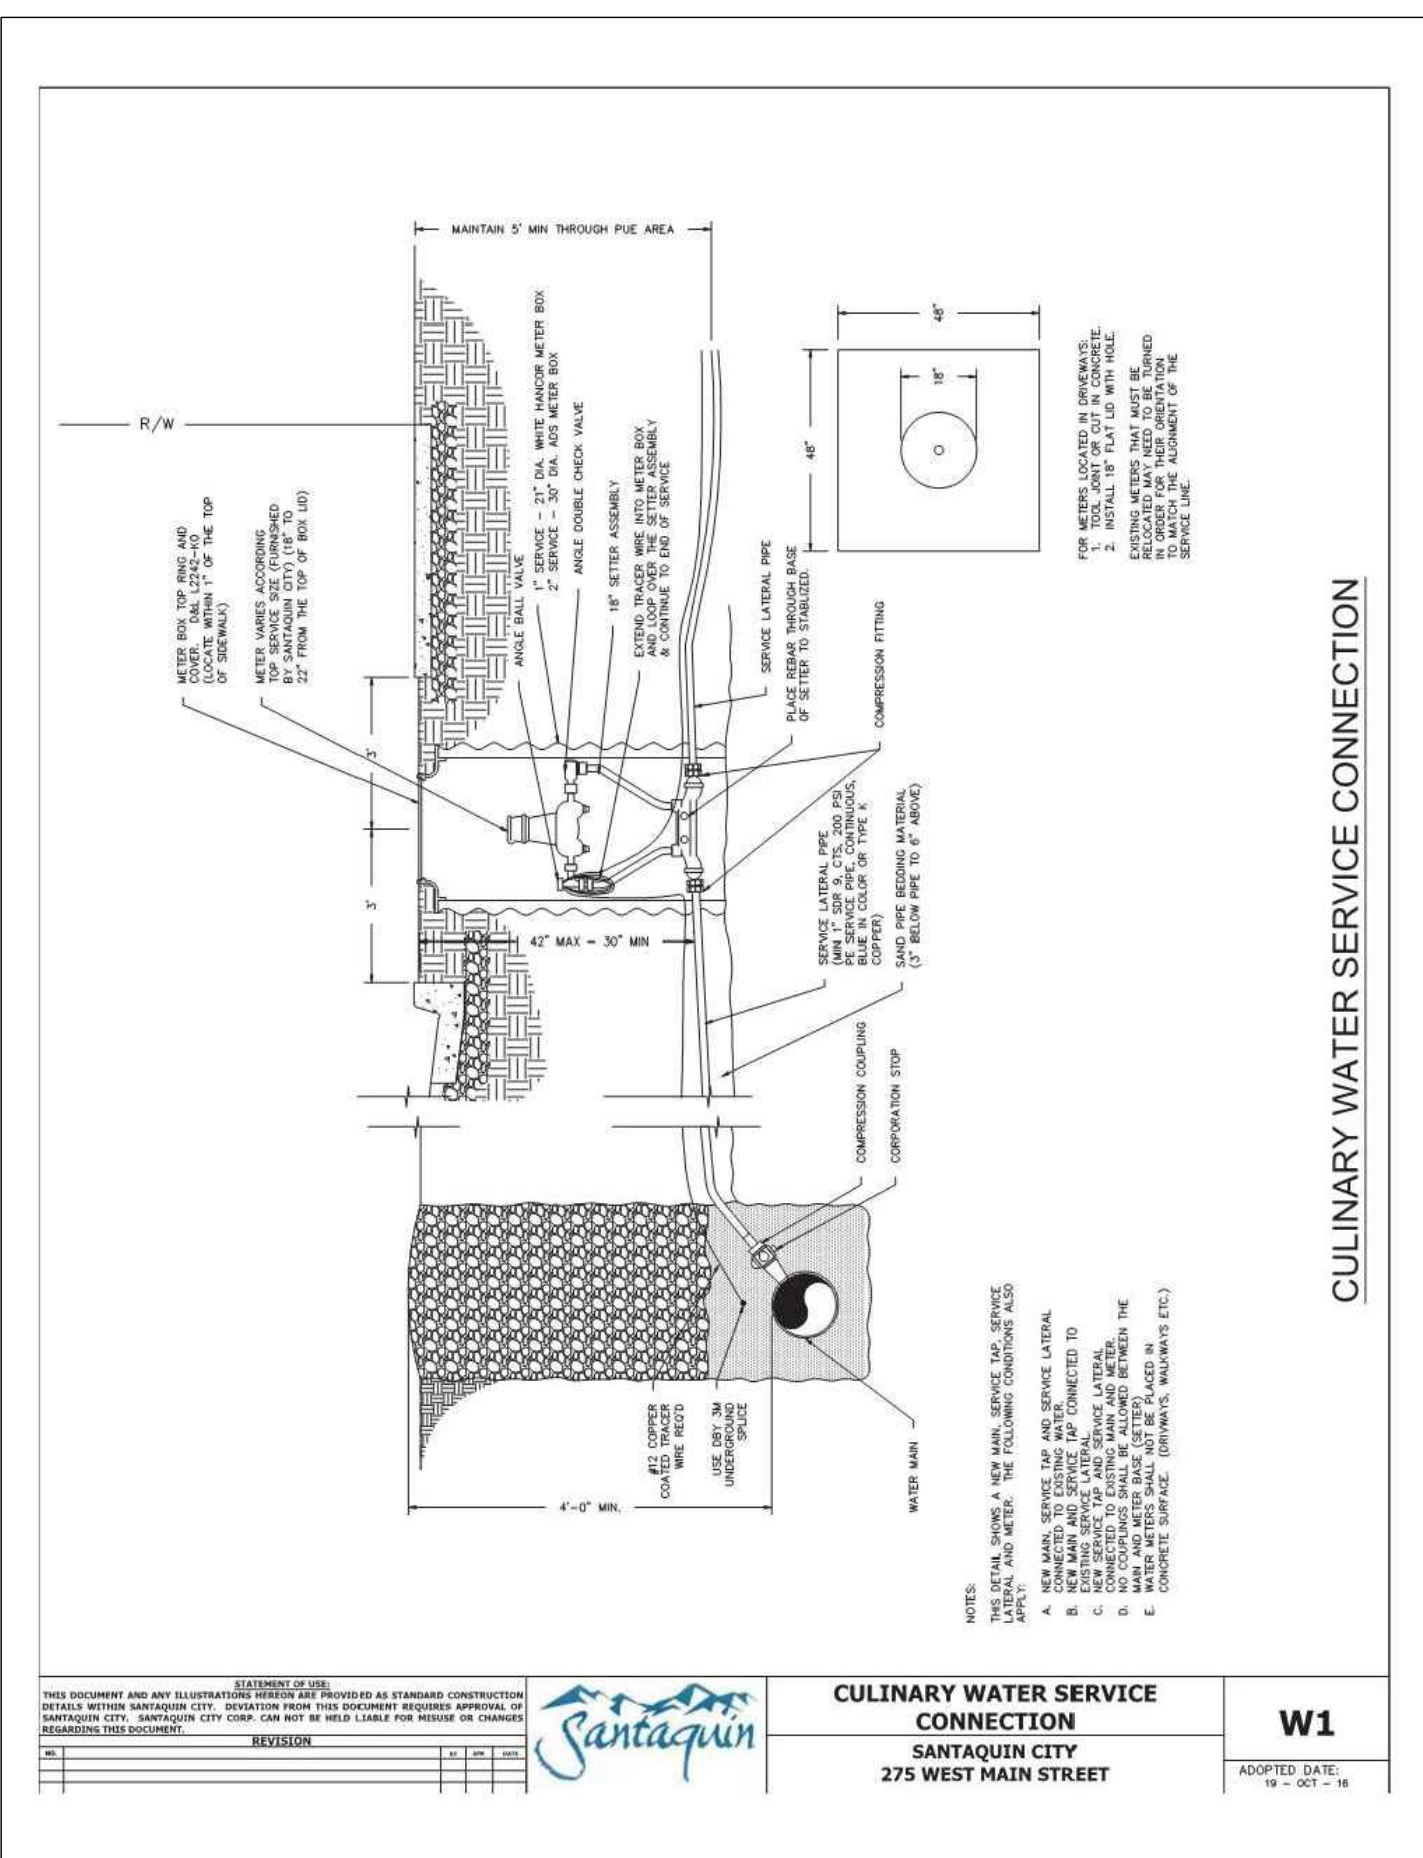 MAINTAIN 5' MIN THROUGH PUE AREA
R/W
METER BOX TOP RING AND
COVER. D&L L2242-KO
(LOCATE WITHIN 1" OF THE TOP
OF SIDEWALK)
METER VARIES ACCORDING
TOP SERVICE SIZE (FURNISHED
BY SANTAQUIN CITY) (18" TO
22" FROM THE TOP OF BOX LID)
3'
3'
ANGLE BALL VALVE
1" SERVICE - 21" DIA. WHITE HANCOR METER BOX
2" SERVICE - 30" DIA. ADS METER BOX
ANGLE DOUBLE CHECK VALVE
18" SETTER ASSEMBLY
EXTEND TRACER WIRE INTO METER BOX
AND LOOP OVER THE SETTER ASSEMBLY
& CONTINUE TO END OF SERVICE
SERVICE LATERAL PIPE
PLACE REBAR THROUGH BASE
OF SETTER TO STABLIZED.
COMPRESSION FITTING
42" MAX - 30" MIN
SERVICE LATERAL PIPE
(MIN 1" SDR 9, CTS, 200 PSI
PE SERVICE PIPE, CONTINUOUS,
BLUE IN COLOR OR TYPE K
COPPER)
SAND PIPE BEDDING MATERIAL
(3" BELOW PIPE TO 6" ABOVE)
COMPRESSION COUPLING
CORPORATION STOP
#12 COPPER
COATED TRACER
WIRE REQ'D
USE DBY 3M
UNDERGROUND
SPLICE
WATER MAIN
4'-0" MIN.
48"
48"
18"
FOR METERS LOCATED IN DRIVEWAYS:
1. TOOL JOINT OR CUT IN CONCRETE.
2. INSTALL 18" FLAT LID WITH HOLE.
EXISTING METERS THAT MUST BE
RELOCATED MAY NEED TO BE TURNED
IN ORDER FOR THEIR ORIENTATION
TO MATCH THE ALIGNMENT OF THE
SERVICE LINE.
NOTES:
THIS DETAIL SHOWS A NEW MAIN, SERVICE TAP, SERVICE
LATERAL AND METER. THE FOLLOWING CONDITIONS ALSO
APPLY:
A. NEW MAIN, SERVICE TAP AND SERVICE LATERAL
CONNECTED TO EXISTING WATER.
B. NEW MAIN AND SERVICE TAP CONNECTED TO
EXISTING SERVICE LATERAL.
C. NEW SERVICE TAP AND SERVICE LATERAL
CONNECTED TO EXISTING MAIN AND METER.
D. NO COUPLINGS SHALL BE ALLOWED BETWEEN THE
MAIN AND METER BASE (SETTER)
E. WATER METERS SHALL NOT BE PLACED IN
CONCRETE SURFACE. (DRIVWAYS, WALKWAYS ETC.)
CULINARY WATER SERVICE CONNECTION
STATEMENT OF USE:
THIS DOCUMENT AND ANY ILLUSTRATIONS HEREON ARE PROVIDED AS STANDARD CONSTRUCTION
DETAILS WITHIN SANTAQUIN CITY. DEVIATION FROM THIS DOCUMENT REQUIRES APPROVAL OF
SANTAQUIN CITY. SANTAQUIN CITY CORP. CAN NOT BE HELD LIABLE FOR MISUSE OR CHANGES
REGARDING THIS DOCUMENT.
REVISION
NO. BY APR. DATE
Santaquin
CULINARY WATER SERVICE
CONNECTION
SANTAQUIN CITY
275 WEST MAIN STREET
W1
ADOPTED DATE:
19 - OCT - 16